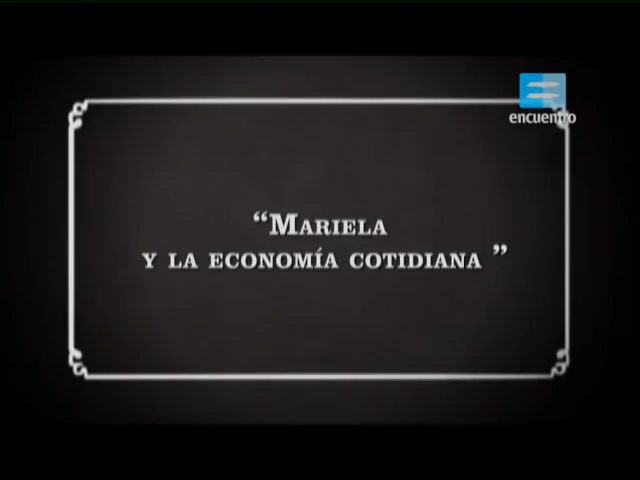 encuentro
“MARIELA
Y LA ECONOMÍA COTIDIANA ”